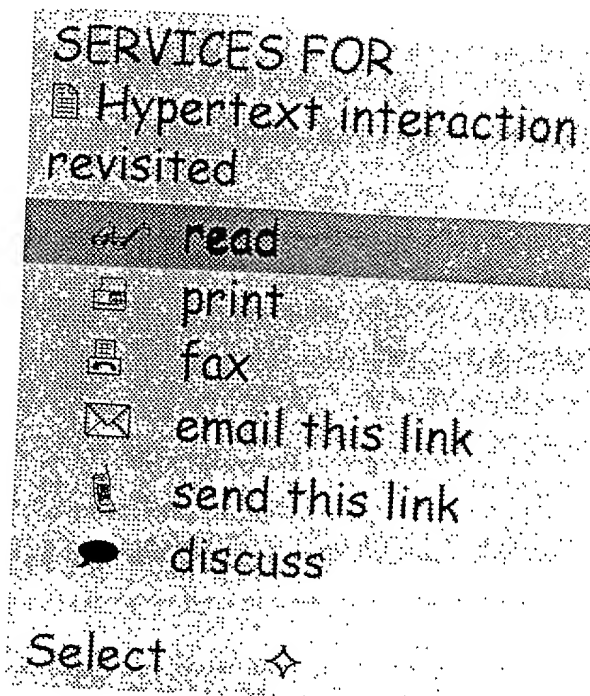 SERVICES FOR
Hypertext interaction
revisited
read
print
fax
email this link
send this link
discuss
Select